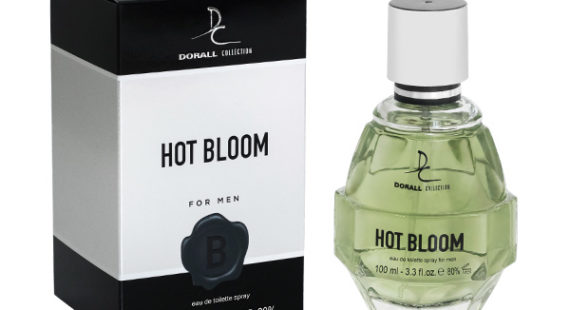 DC
DORALL COLLECTION
HOT BLOOM
FOR MEN
B
eau de toilette spray
DC
DORALL COLLECTION
HOT BLOOM
eau de toilette spray for men
100 ml - 3.3 fl.oz. ℮ 80% vol